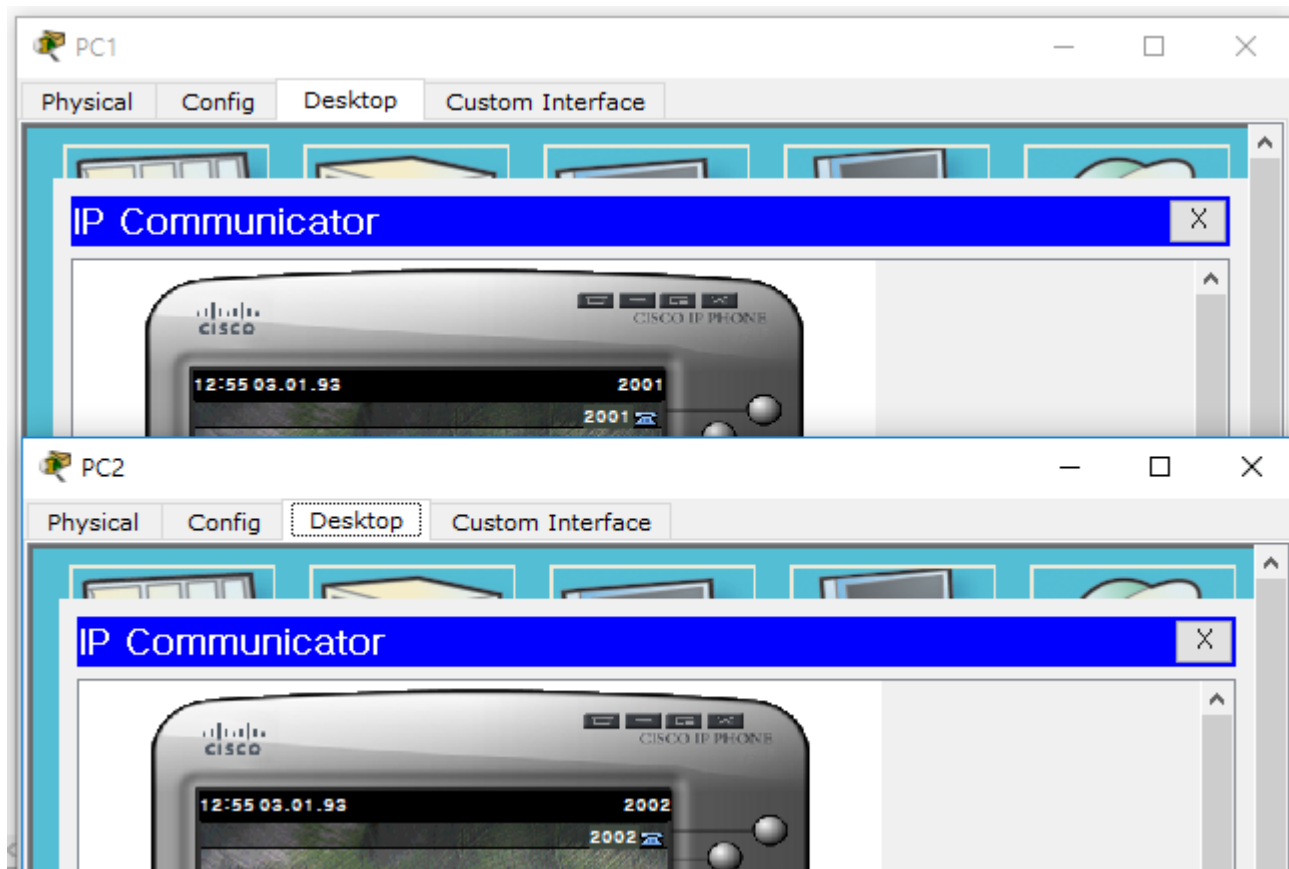 PC1
Physical Config Desktop Custom Interface
IP Communicator X
CISCO
CISCO IP PHONE
12:55 03.01.93 2001
2001
PC2
Physical Config Desktop Custom Interface
IP Communicator X
CISCO
CISCO IP PHONE
12:55 03.01.93 2002
2002